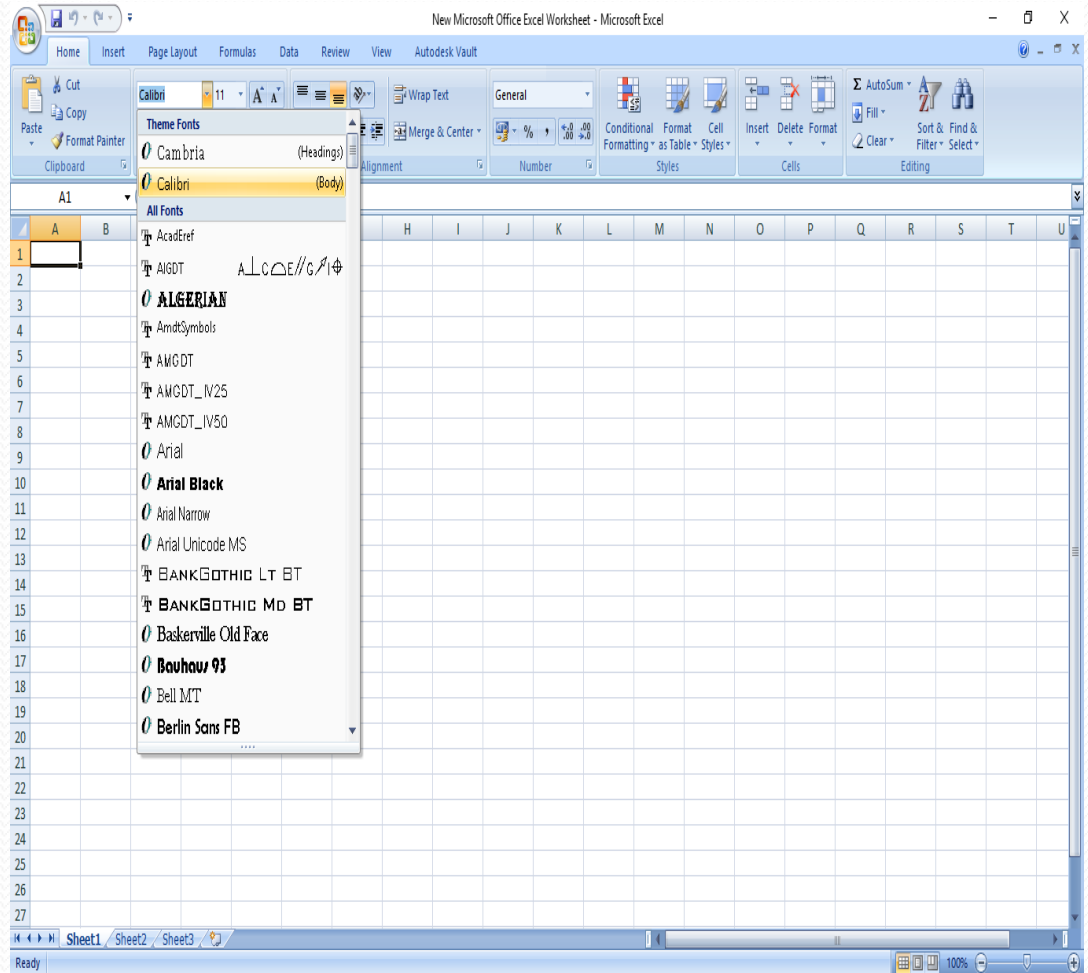 New Microsoft Office Excel Worksheet - Microsoft Excel
Home Insert Page Layout Formulas Data Review View Autodesk Vault
Paste
Cut
Copy
Format Painter
Clipboard
Calibri 11
Wrap Text
Merge & Center
Alignment
General
% ,
Number
Conditional Formatting
Format as Table
Cell Styles
Styles
Insert Delete Format
Cells
Σ AutoSum
Fill
Clear
Sort & Filter
Find & Select
Editing
A1
Theme Fonts
Cambria (Headings)
Calibri (Body)
All Fonts
AcadEref
AIGDT
ALGERIAN
AmdtSymbols
AMGDT
AMGDT_IV25
AMGDT_IV50
Arial
Arial Black
Arial Narrow
Arial Unicode MS
BankGothic Lt BT
BankGothic Md BT
Baskerville Old Face
Bauhaus 93
Bell MT
Berlin Sans FB
A B H I J K L M N O P Q R S T U
1
2
3
4
5
6
7
8
9
10
11
12
13
14
15
16
17
18
19
20
21
22
23
24
25
26
27
Sheet1 Sheet2 Sheet3
Ready 100%